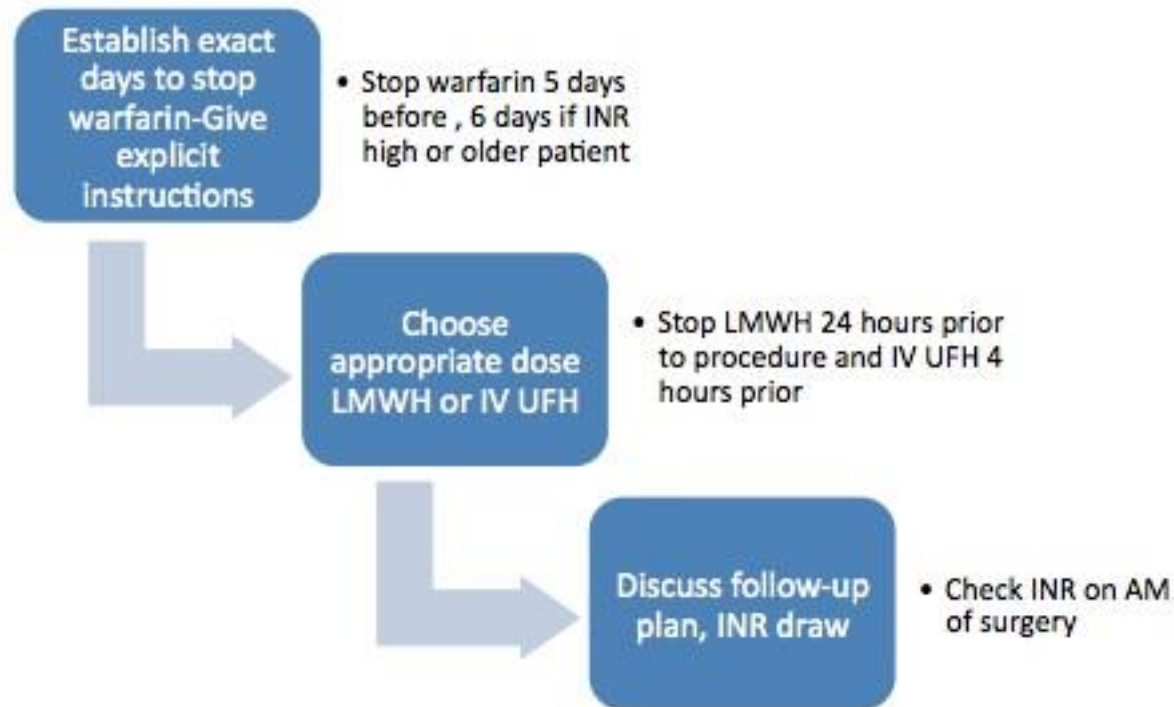 Establish exact
days to stop
warfarin-Give
explicit
instructions
• Stop warfarin 5 days
before , 6 days if INR
high or older patient
Choose
appropriate dose
LMWH or IV UFH
• Stop LMWH 24 hours prior
to procedure and IV UFH 4
hours prior
Discuss follow-up
plan, INR draw
• Check INR on AM
of surgery